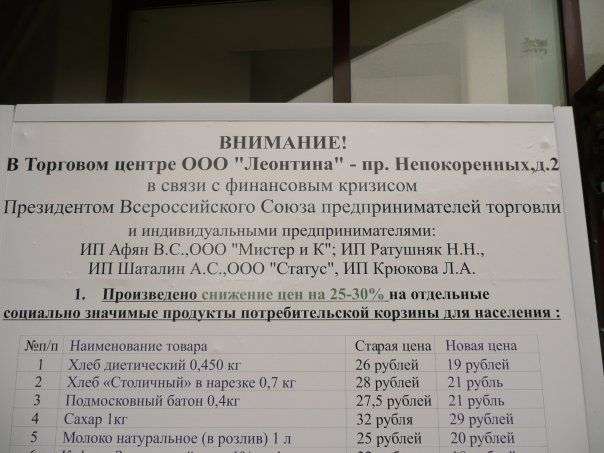 ВНИМАНИЕ!
В Торговом центре ООО "Леонтина" - пр. Непокоренных,д.2
в связи с финансовым кризисом
Президентом Всероссийского Союза предпринимателей торговли
и индивидуальными предпринимателями:
ИП Афян В.С.,ООО "Мистер и К"; ИП Ратушняк Н.Н.,
ИП Шаталин А.С.,ООО "Статус", ИП Крюкова Л.А.
1. Произведено снижение цен на 25-30% на отдельные
социально значимые продукты потребительской корзины для населения :
№п/п Наименование товара Старая цена Новая цена
1 Хлеб диетический 0,450 кг 26 рублей 19 рублей
2 Хлеб «Столичный» в нарезке 0,7 кг 28 рублей 21 рубль
3 Подмосковный батон 0,4кг 27,5 рублей 21 рубль
4 Сахар 1кг 32 рубля 29 рублей
5 Молоко натуральное (в розлив) 1 л 25 рублей 20 рублей